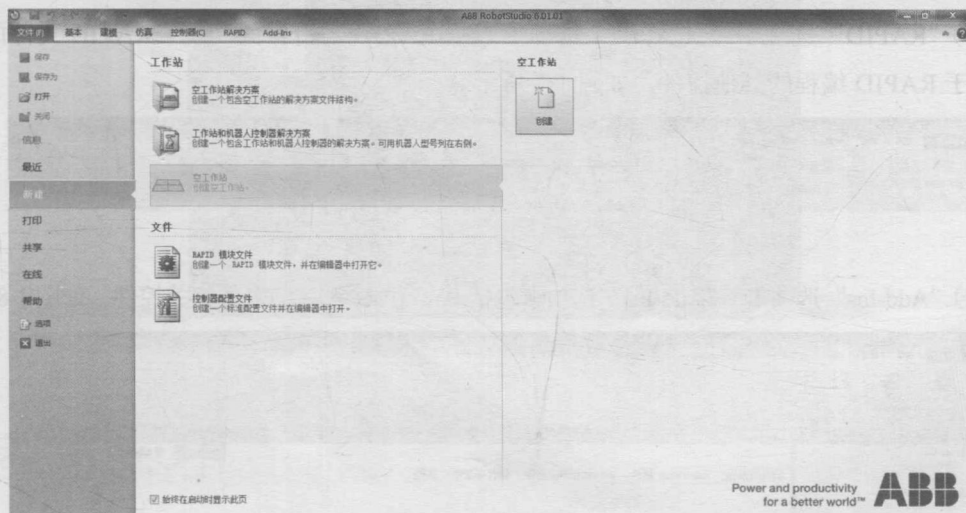 ABB RobotStudio 6.01.01
文件(F) 基本 建模 仿真 控制器(C) RAPID Add-Ins
保存
保存为
打开
关闭
信息
最近
新建
打印
共享
在线
帮助
选项
退出
工作站
空工作站解决方案
创建一个包含空工作站的解决方案文件结构。
工作站和机器人控制器解决方案
创建一个包含工作站和机器人控制器的解决方案。可用机器人型号列在右侧。
空工作站
创建空工作站。
文件
RAPID 模块文件
创建一个 RAPID 模块文件，并在编辑器中打开它。
控制器配置文件
创建一个标准配置文件并在编辑器中打开。
始终在启动时显示此页
空工作站
创建
Power and productivity
for a better world™
ABB